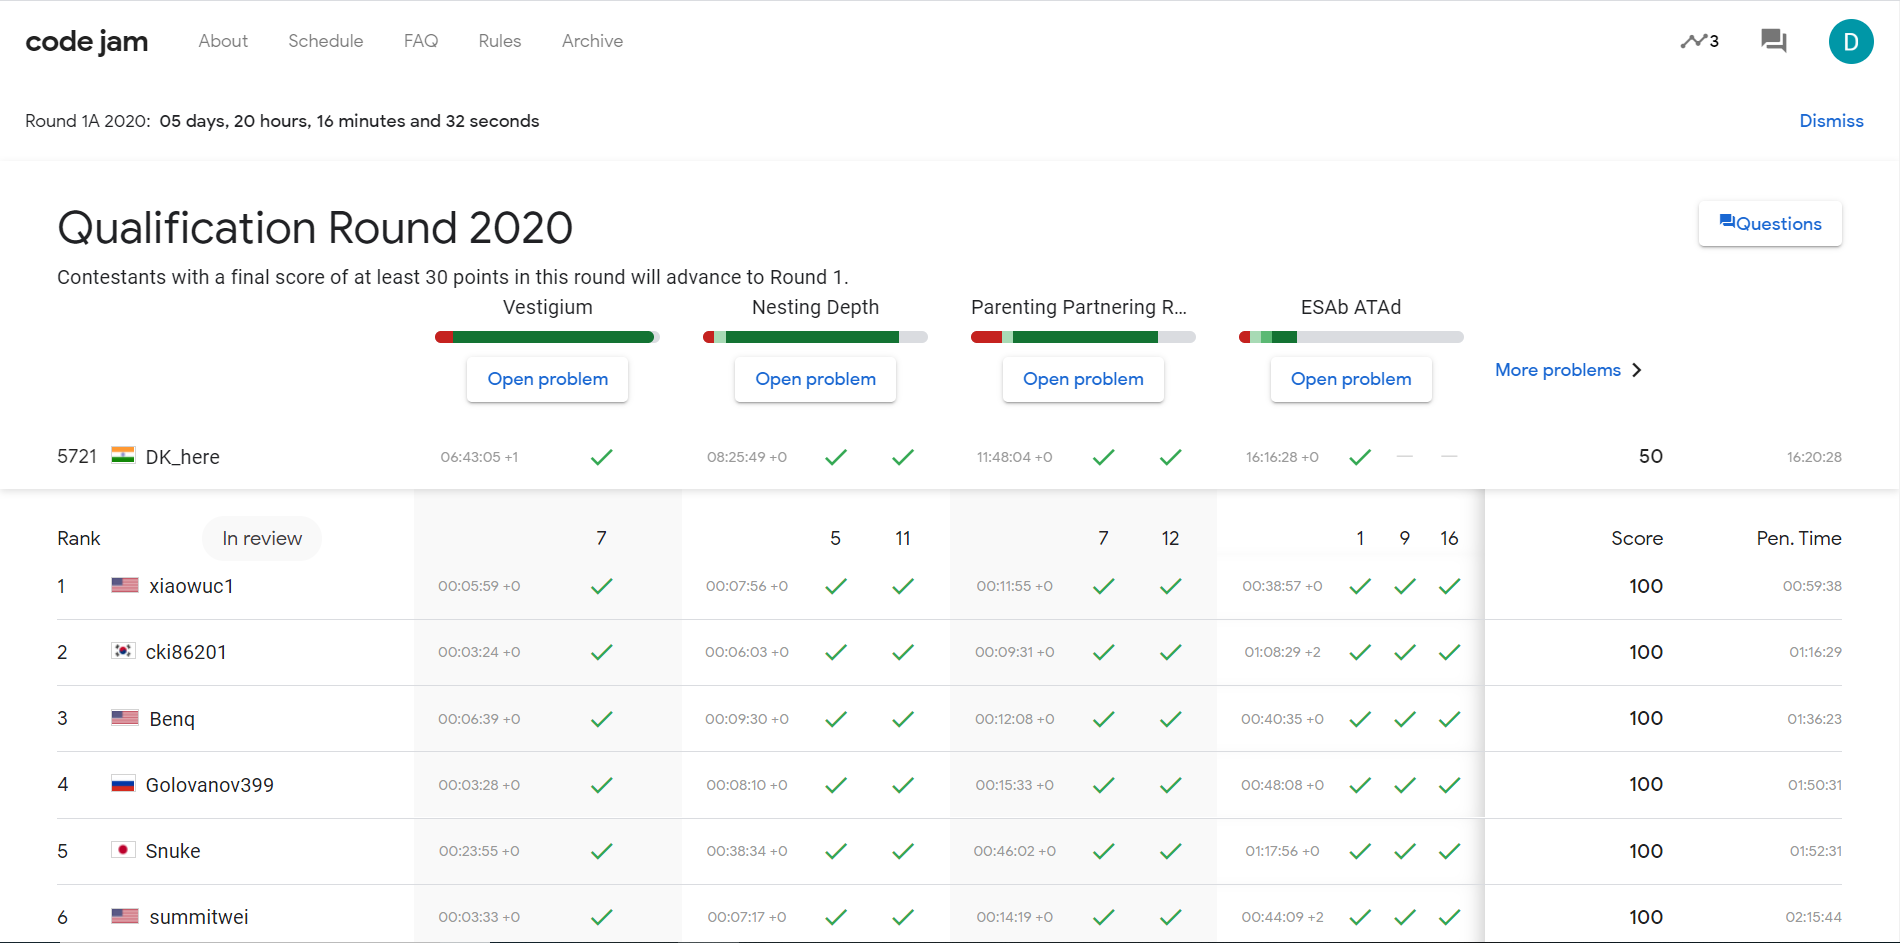 code jam About Schedule FAQ Rules Archive 3 D
Round 1A 2020: 05 days, 20 hours, 16 minutes and 32 seconds Dismiss
Qualification Round 2020 Questions
Contestants with a final score of at least 30 points in this round will advance to Round 1.
Vestigium Nesting Depth Parenting Partnering R... ESAb ATAd
Open problem Open problem Open problem Open problem More problems
5721 DK_here 06:43:05 +1 08:25:49 +0 11:48:04 +0 16:16:28 +0 50 16:20:28
Rank In review 7 5 11 7 12 1 9 16 Score Pen. Time
1 xiaowuc1 00:05:59 +0 00:07:56 +0 00:11:55 +0 00:38:57 +0 100 00:59:38
2 cki86201 00:03:24 +0 00:06:03 +0 00:09:31 +0 01:08:29 +2 100 01:16:29
3 Benq 00:06:39 +0 00:09:30 +0 00:12:08 +0 00:40:35 +0 100 01:36:23
4 Golovanov399 00:03:28 +0 00:08:10 +0 00:15:33 +0 00:48:08 +0 100 01:50:31
5 Snuke 00:23:55 +0 00:38:34 +0 00:46:02 +0 01:17:56 +0 100 01:52:31
6 summitwei 00:03:33 +0 00:07:17 +0 00:14:19 +0 00:44:09 +2 100 02:15:44